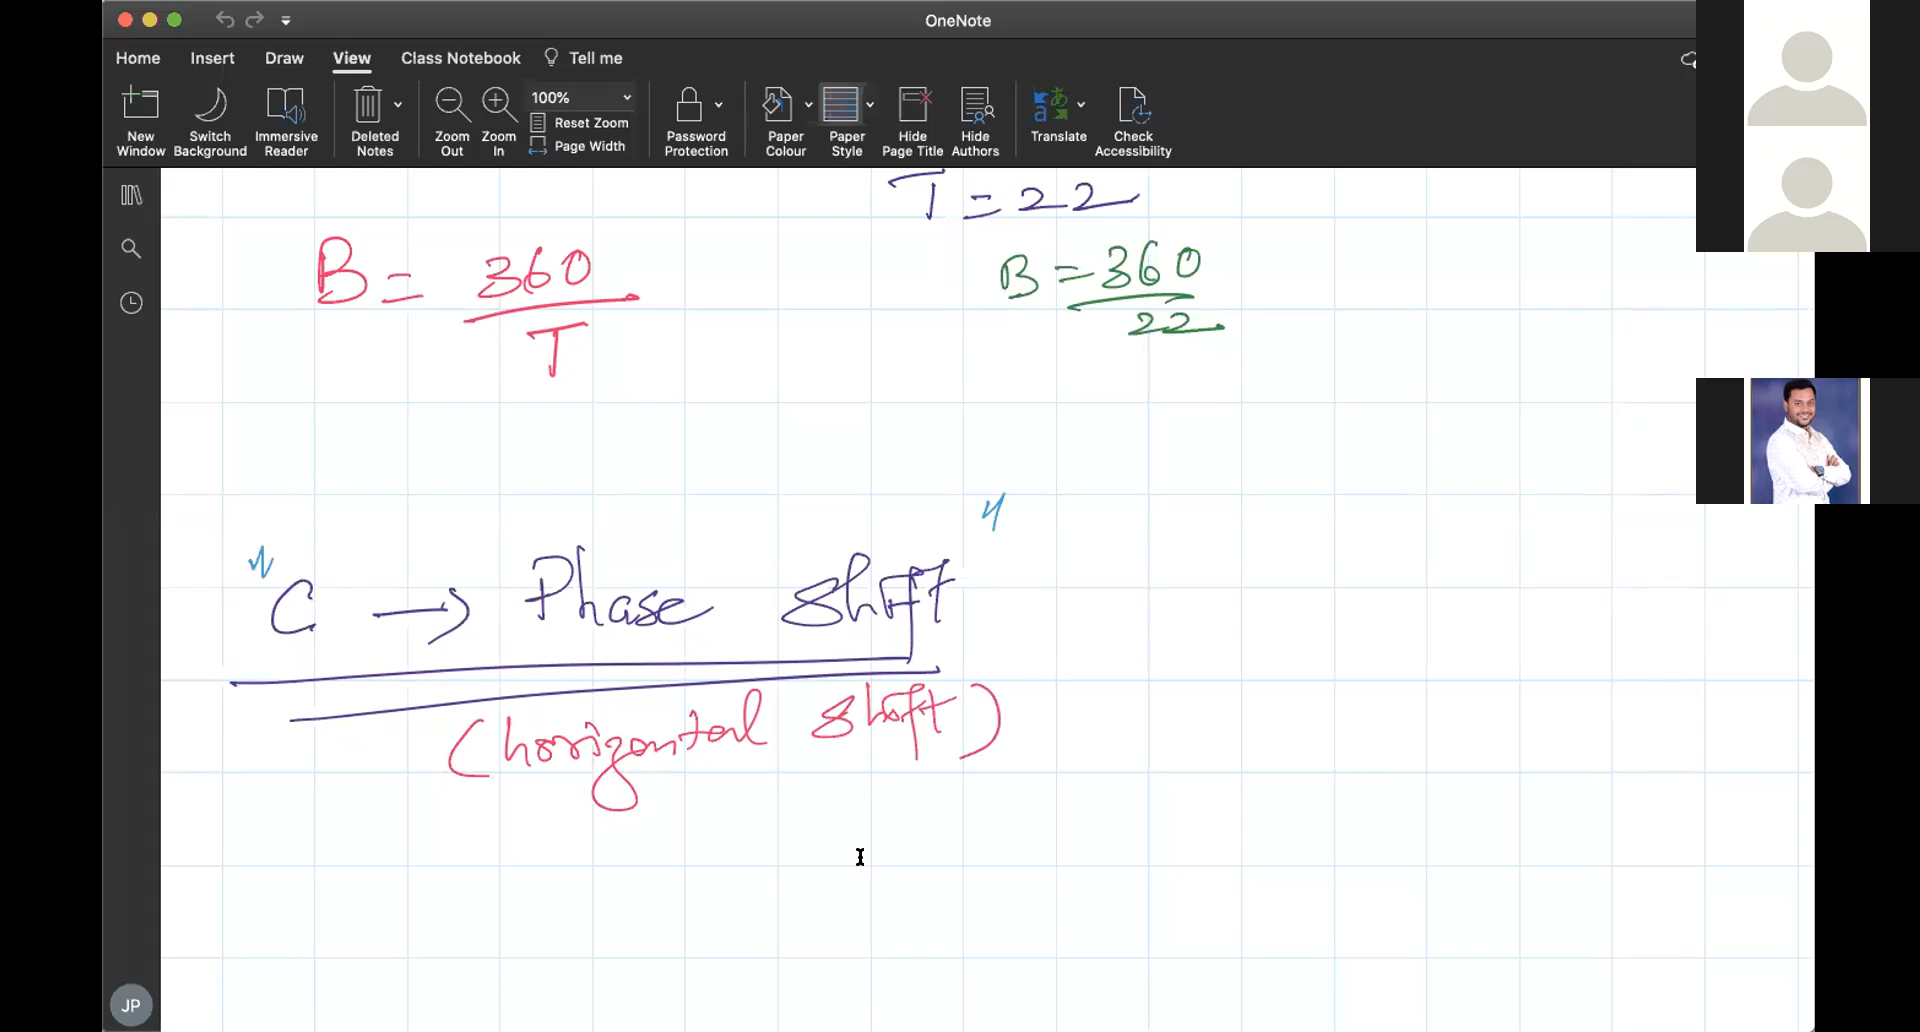 OneNote
Home Insert Draw View Class Notebook Tell me
New Window
Switch Background
Immersive Reader
Deleted Notes
Zoom Out
Zoom In
100%
Reset Zoom
Page Width
Password Protection
Paper Colour
Paper Style
Hide Page Title
Hide Authors
Translate
Check Accessibility
T = 22
B = 360
T
B = 360
22
" C → Phase shift "
(horizontal shift)
JP